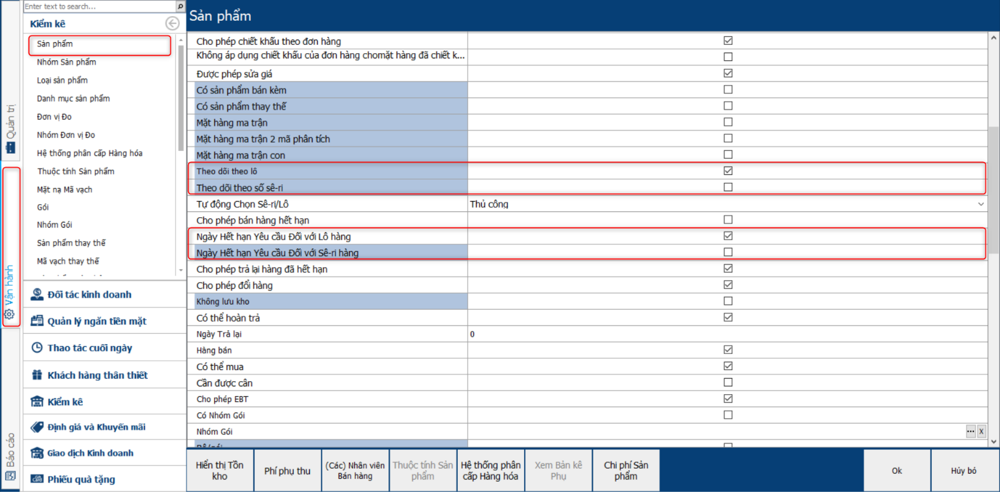 Enter text to search...
Kiểm kê
Sản phẩm
Nhóm Sản phẩm
Loại sản phẩm
Danh mục sản phẩm
Đơn vị Đo
Nhóm Đơn vị Đo
Hệ thống phân cấp Hàng hóa
Thuộc tính Sản phẩm
Mặt nạ Mã vạch
Gói
Nhóm Gói
Sản phẩm thay thế
Mã vạch thay thế
Đối tác kinh doanh
Quản lý ngăn tiền mặt
Thao tác cuối ngày
Khách hàng thân thiết
Kiểm kê
Định giá và Khuyến mãi
Giao dịch Kinh doanh
Phiếu quà tặng
Quản trị
Vận hành
Báo cáo
Sản phẩm
Cho phép chiết khấu theo đơn hàng
Không áp dụng chiết khấu của đơn hàng chomặt hàng đã chiết k...
Được phép sửa giá
Có sản phẩm bán kèm
Có sản phẩm thay thế
Mặt hàng ma trận
Mặt hàng ma trận 2 mã phân tích
Mặt hàng ma trận con
Theo dõi theo lô
Theo dõi theo số sê-ri
Tự động Chọn Sê-ri/Lô Thủ công
Cho phép bán hàng hết hạn
Ngày Hết hạn Yêu cầu Đối với Lô hàng
Ngày Hết hạn Yêu cầu Đối với Sê-ri hàng
Cho phép trả lại hàng đã hết hạn
Cho phép đổi hàng
Không lưu kho
Có thể hoàn trả
Ngày Trả lại 0
Hàng bán
Có thể mua
Cần được cân
Cho phép EBT
Có Nhóm Gói
Nhóm Gói ... X
Hiển thị Tồn kho
Phí phụ thu
(Các) Nhân viên Bán hàng
Thuộc tính Sản phẩm
Hệ thống phân cấp Hàng hóa
Xem Bản kê Phụ
Chi phí Sản phẩm
Ok
Hủy bỏ